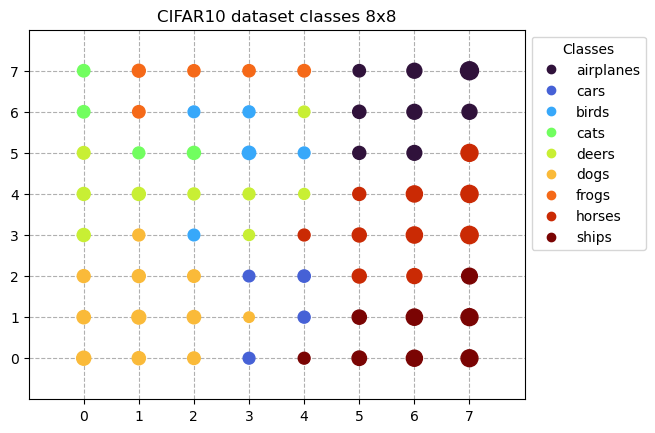 CIFAR10 dataset classes 8x8
7
6
5
4
3
2
1
0
0 1 2 3 4 5 6 7
Classes
airplanes
cars
birds
cats
deers
dogs
frogs
horses
ships